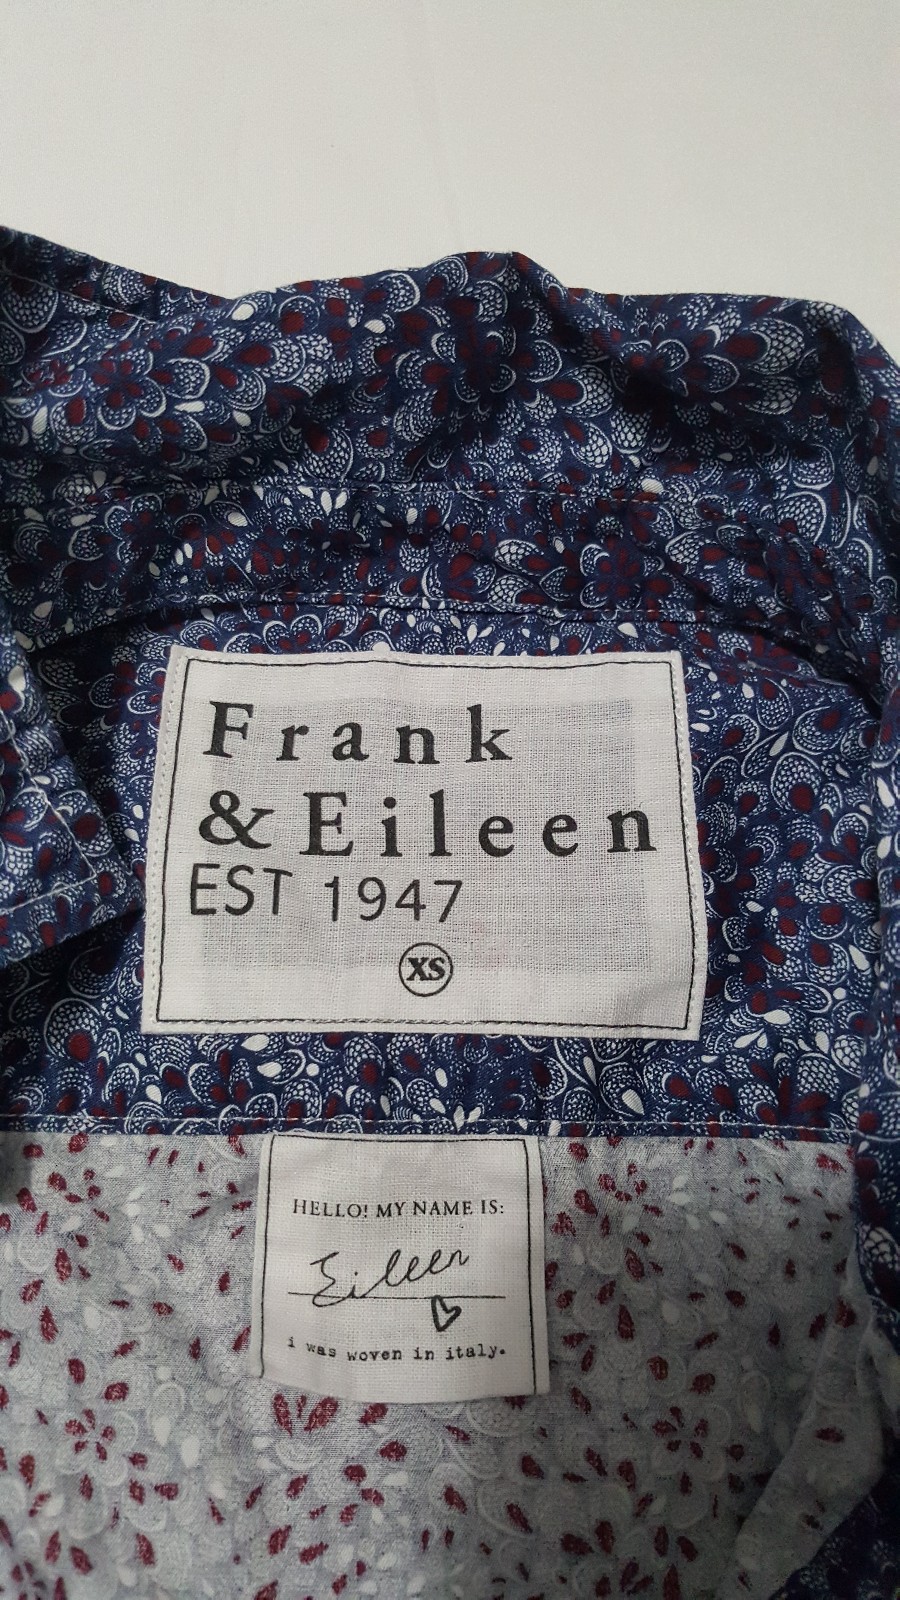 Frank
& Eileen
EST 1947
XS
HELLO! MY NAME IS:
Eileen
i was woven in italy.